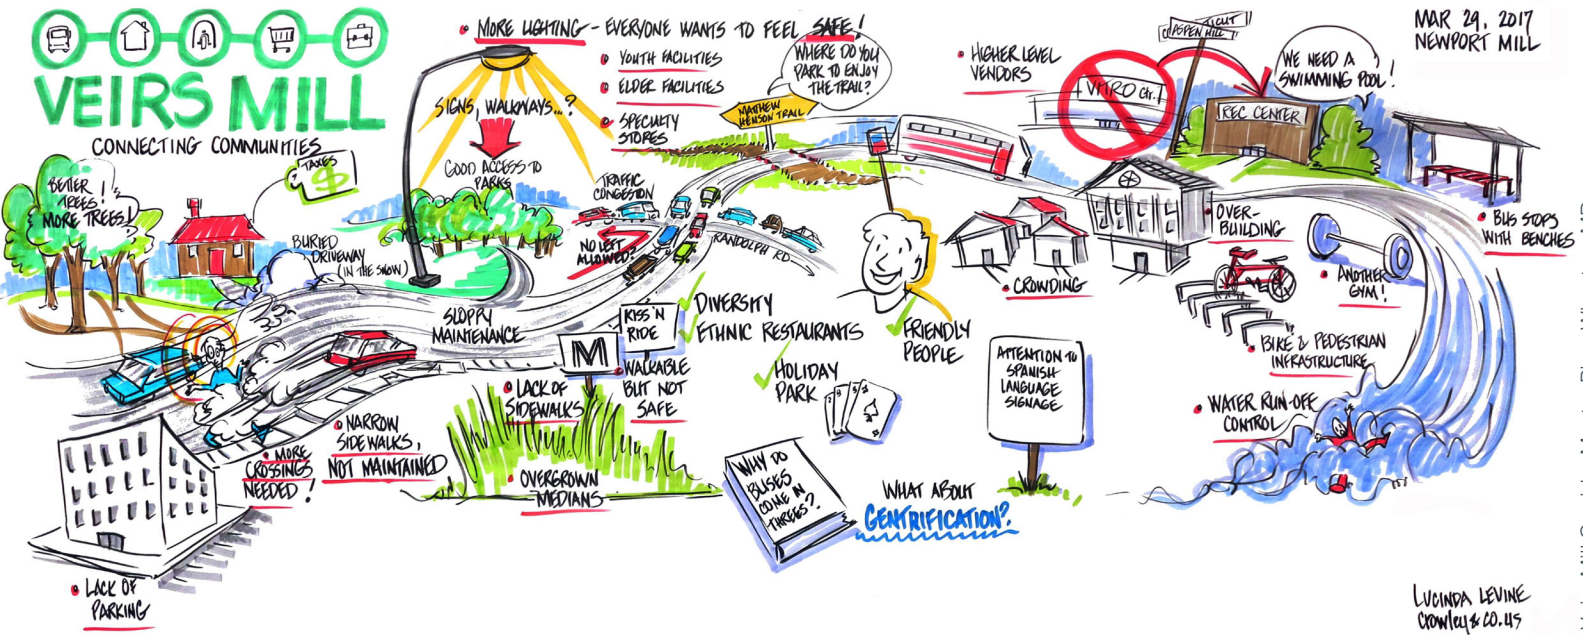 VEIRS MILL
CONNECTING COMMUNITIES
MORE LIGHTING - EVERYONE WANTS TO FEEL SAFE!
YOUTH FACILITIES
ELDER FACILITIES
SPECIALTY
STORES
SIGNS, WALKWAYS...?
GOOD ACCESS TO
PARKS
WHERE DO YOU
PARK TO ENJOY
THE TRAIL?
MATTHEW
HENSON TRAIL
HIGHER LEVEL
VENDORS
ASPEN HILL
REC CENTER
WE NEED A
SWIMMING POOL!
MAR 29, 2017
NEWPORT MILL
BETTER
TREES!
MORE TREES!
TAXES
$
BURIED
DRIVEWAY
(IN THE SNOW)
TRAFFIC
CONGESTON
NO LEFT
ALLOWED?
RANDOLPH RD
SLOPPY
MAINTENANCE
KISS 'N
RIDE
M
WALKABLE
BUT NOT
SAFE
DIVERSITY
ETHNIC RESTAURANTS
HOLIDAY
PARK
FRIENDLY
PEOPLE
CROWDING
OVER-
BUILDING
BUS STOPS
WITH BENCHES
ANOTHER
GYM!
BIKE & PEDESTRIAN
INFRASTRUCTURE
WATER RUN-OFF
CONTROL
ATTENTION TO
SPANISH
LANGUAGE
SIGNAGE
LACK OF
SIDEWALKS
OVERGROWN
MEDIANS
NARROW
SIDEWALKS,
NOT MAINTAINED
MORE
CROSSINGS
NEEDED!
LACK OF
PARKING
WHY DO
BUSES
COME IN
THREES?
WHAT ABOUT
GENTRIFICATION?
LUCINDA LEVINE
CROWLEY & CO. US